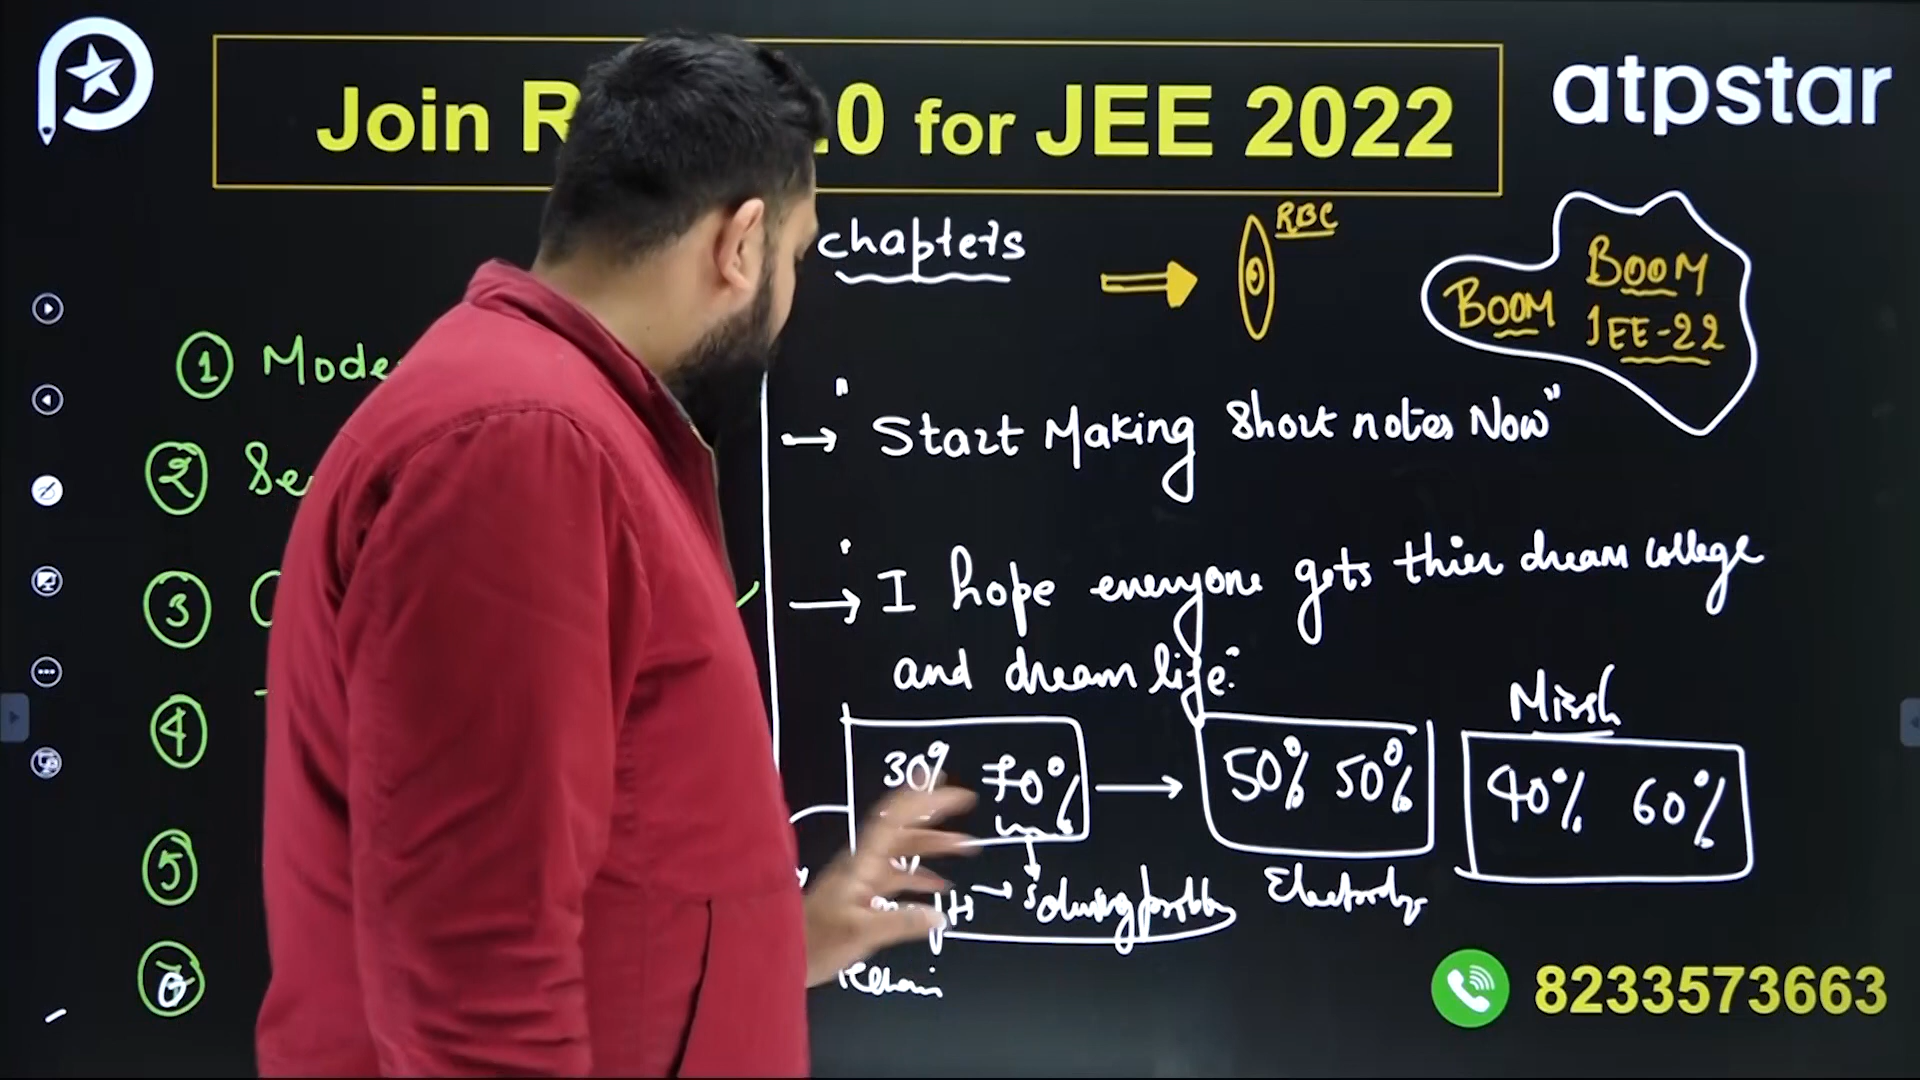 Join R .0 for JEE 2022
atpstar
chapters
RBC
BOOM
BOOM
JEE-22
1 Mode
"Start Making Short notes Now"
2 Se
3
"I hope everyone gets thier dream college
and dream life."
4
Missh
30% 70%
50% 50%
40% 60%
5
→ solving
8233573663